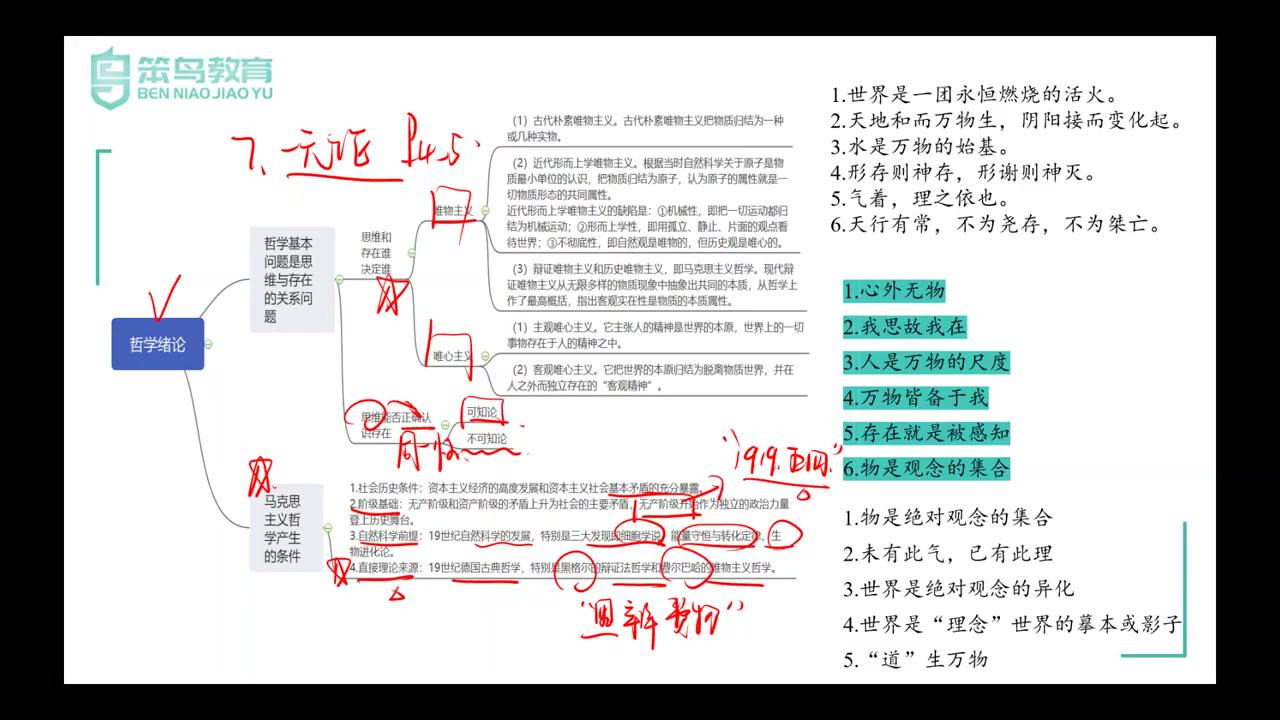 笨鸟教育
BEN NIAO JIAO YU
7、
P4.5
哲学绪论
哲学基本
问题是思
维与存在
的关系问
题
思维和
存在谁
决定谁
唯物主义
（1）古代朴素唯物主义。古代朴素唯物主义把物质归结为一种
或几种实物。
（2）近代形而上学唯物主义。根据当时自然科学关于原子是物
质最小单位的认识，把物质归结为原子，认为原子的属性就是一
切物质形态的共同属性。
近代形而上学唯物主义的缺陷是：①机械性，即把一切运动都归
结为机械运动；②形而上学性，即用孤立、静止、片面的观点看
待世界；③不彻底性，即自然观是唯物的，但历史观是唯心的。
（3）辩证唯物主义和历史唯物主义，即马克思主义哲学。现代辩
证唯物主义从无限多样的物质现象中抽象出共同的本质，从哲学上
作了最高概括，指出客观实在性是物质的本质属性。
唯心主义
（1）主观唯心主义。它主张人的精神是世界的本原，世界上的一切
事物存在于人的精神之中。
（2）客观唯心主义。它把世界的本原归结为脱离物质世界，并在
人之外而独立存在的“客观精神”。
思维能否正确认
识存在
可知论
不可知论
同一性
马克思
主义哲
学产生
的条件
1.社会历史条件：资本主义经济的高度发展和资本主义社会基本矛盾的充分暴露。
2.阶级基础：无产阶级和资产阶级的矛盾上升为社会的主要矛盾，无产阶级开始作为独立的政治力量
登上历史舞台。
3.自然科学前提：19世纪自然科学的发展，特别是三大发现即细胞学说、能量守恒与转化定律、生
物进化论。
4.直接理论来源：19世纪德国古典哲学，特别是黑格尔的辩证法哲学和费尔巴哈的唯物主义哲学。
“1919.五四”
1.世界是一团永恒燃烧的活火。
2.天地和而万物生，阴阳接而变化起。
3.水是万物的始基。
4.形存则神存，形谢则神灭。
5.气着，理之依也。
6.天行有常，不为尧存，不为桀亡。
1.心外无物
2.我思故我在
3.人是万物的尺度
4.万物皆备于我
5.存在就是被感知
6.物是观念的集合
1.物是绝对观念的集合
2.未有此气，已有此理
3.世界是绝对观念的异化
4.世界是“理念”世界的摹本或影子
5.“道”生万物